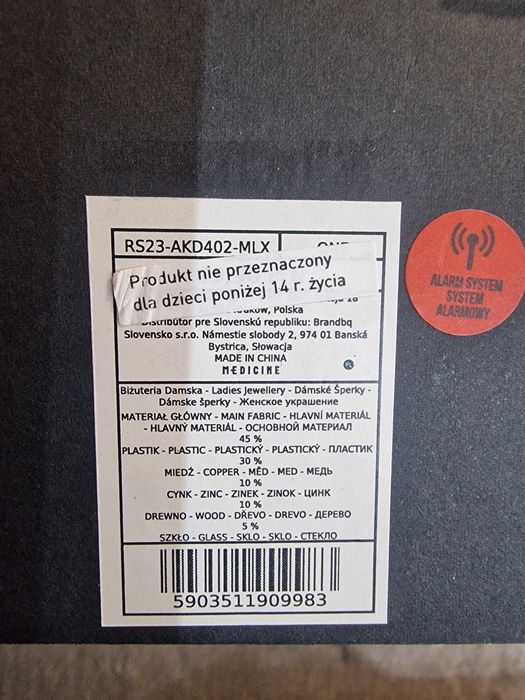 RS23-AKD402-MLX
Produkt nie przeznaczony
dla dzieci poniżej 14 r. życia
Polska
Distributor pre Slovenskú republiku: Brandbq
Slovensko s.r.o. Námestie slobody 2, 974 01 Banská
Bystrica, Słowacja
MADE IN CHINA
MEDICINE
Biżuteria Damska - Ladies Jewellery - Dámské Šperky -
Dámske šperky - Женское украшение
MATERIAŁ GŁÓWNY - MAIN FABRIC - HLAVNÍ MATERIÁL
- HLAVNÝ MATERIÁL - ОСНОВНОЙ МАТЕРИАЛ
45 %
PLASTIK - PLASTIC - PLASTICKÝ - PLASTICKÝ - ПЛАСТИК
30 %
MIEDŹ - COPPER - MĚD - MED - МЕДЬ
10 %
CYNK - ZINC - ZINEK - ZINOK - ЦИНК
10 %
DREWNO - WOOD - DŘEVO - DREVO - ДЕРЕВО
5 %
SZKŁO - GLASS - SKLO - SKLO - СТЕКЛО
5903511909983
ALARM SYSTEM
SYSTEM
ALARMOWY